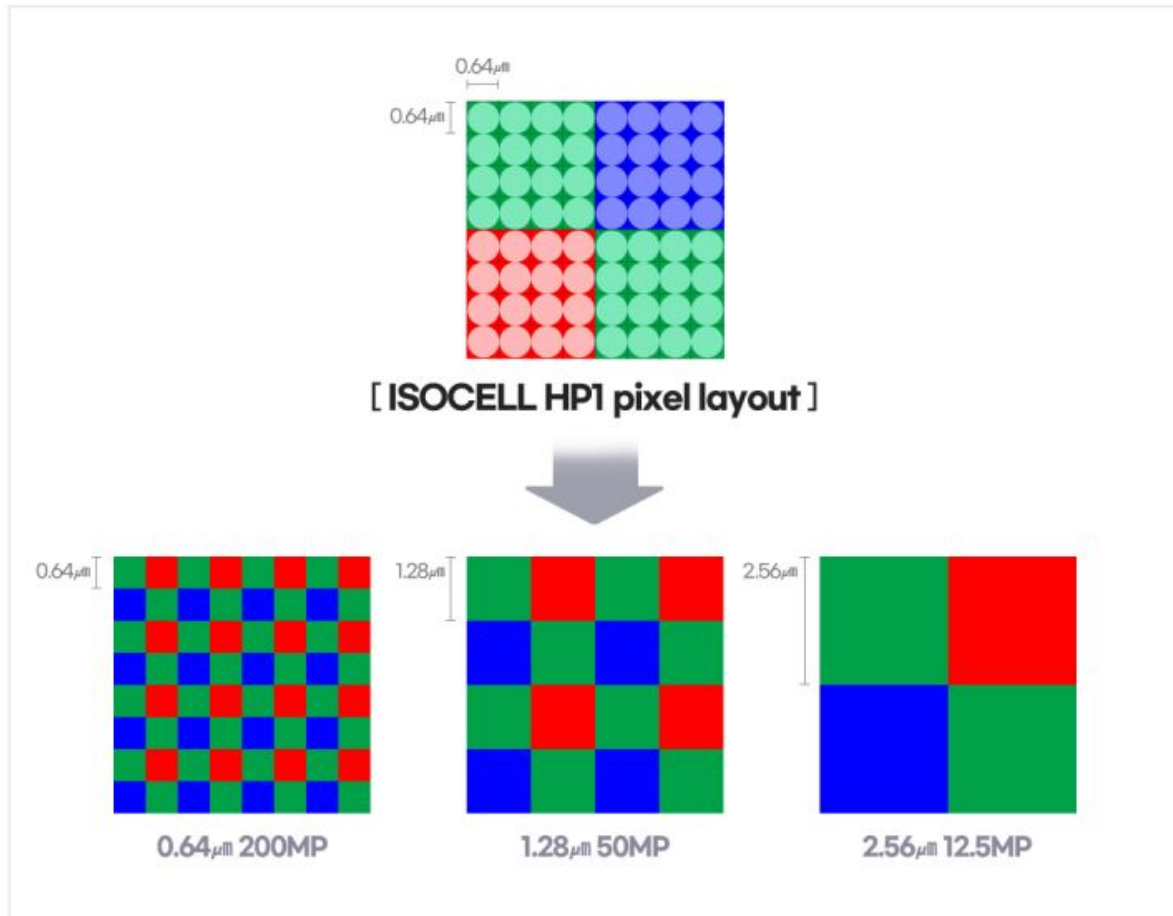 0.64㎛
0.64㎛
[ ISOCELL HP1 pixel layout ]
0.64㎛
1.28㎛
2.56㎛
0.64㎛ 200MP
1.28㎛ 50MP
2.56㎛ 12.5MP